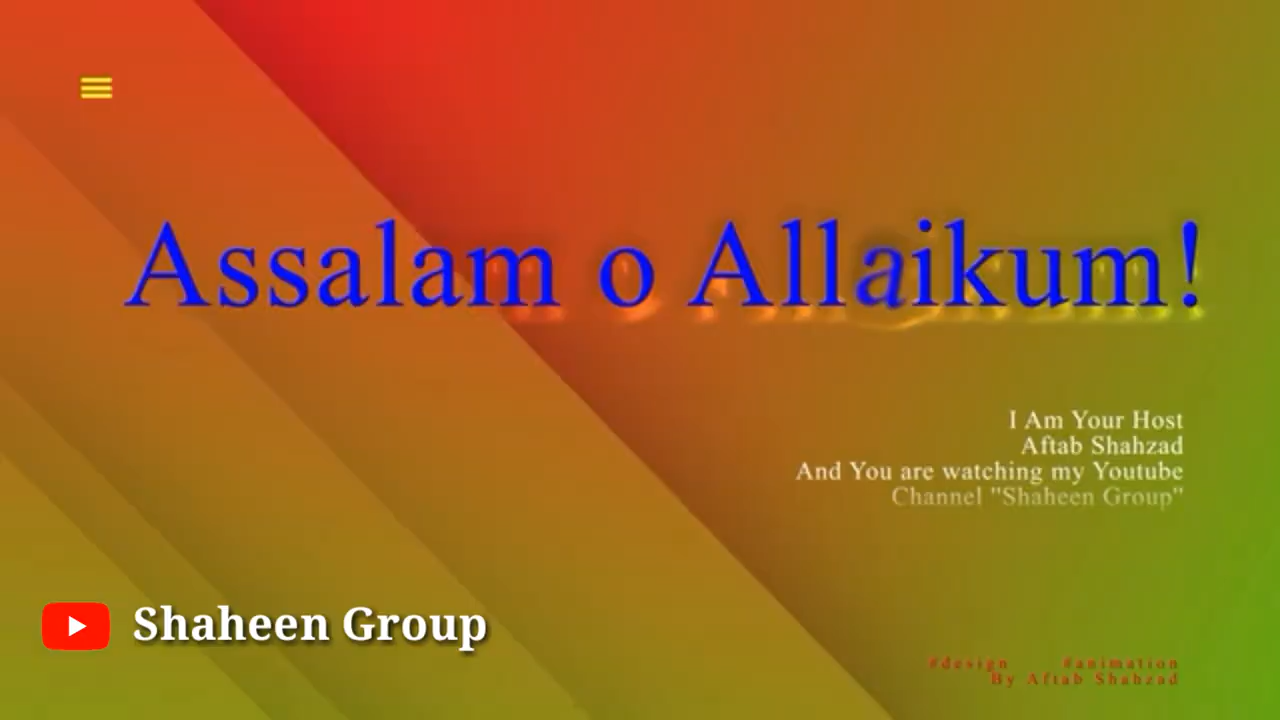 Assalam o Allaikum!
I Am Your Host
Aftab Shahzad
And You are watching my Youtube
Channel "Shaheen Group"
Shaheen Group
#design #animation
By Aftab Shahzad